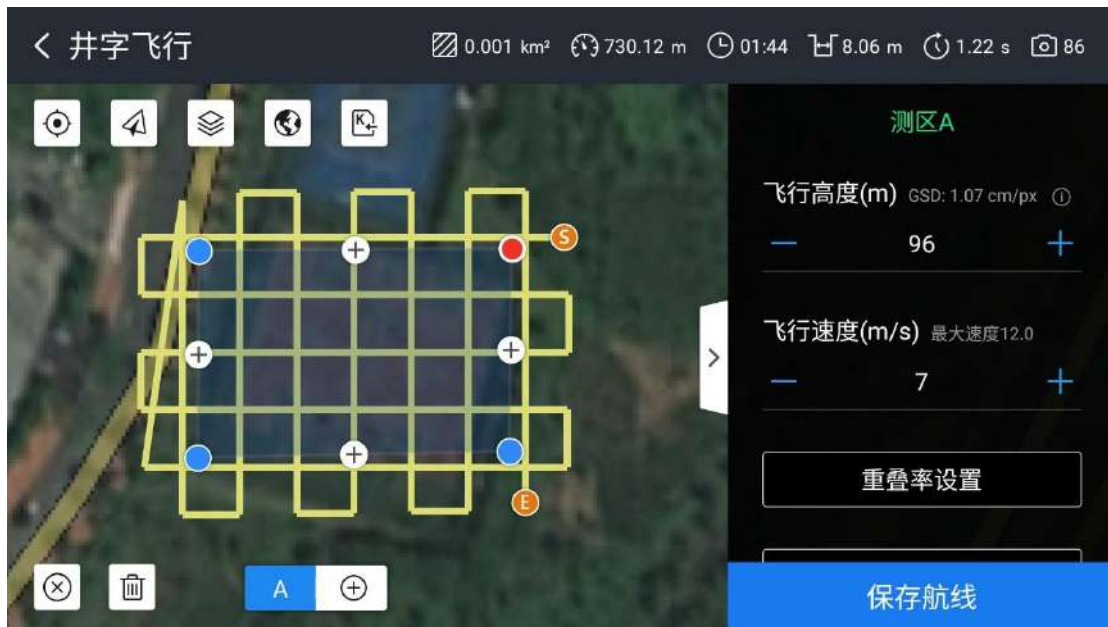 井字飞行 0.001 km² 730.12 m 01:44 8.06 m 1.22 s 86
K
测区A
飞行高度(m) GSD: 1.07 cm/px
96
S
飞行速度(m/s) 最大速度12.0
7
重叠率设置
E
A
保存航线